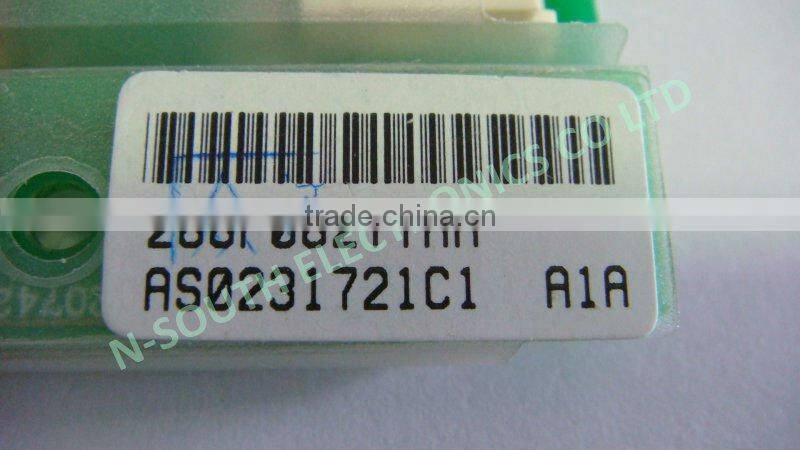 trade.china.cn
AS0231721C1 A1A
N-SOUTH ELECTRONICS CO LTD